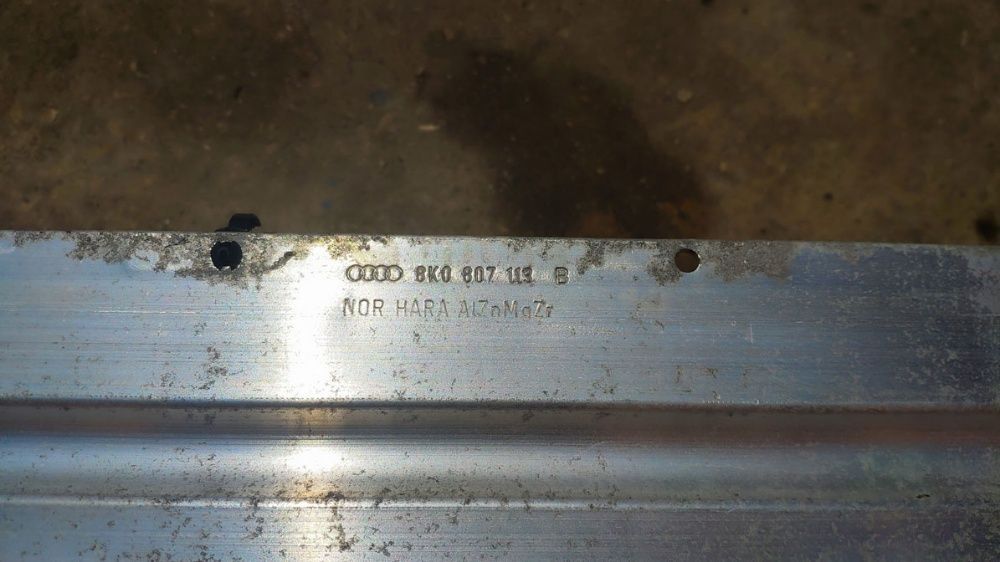 8K0 807 113 B
NOR HARA AlZnMgZr